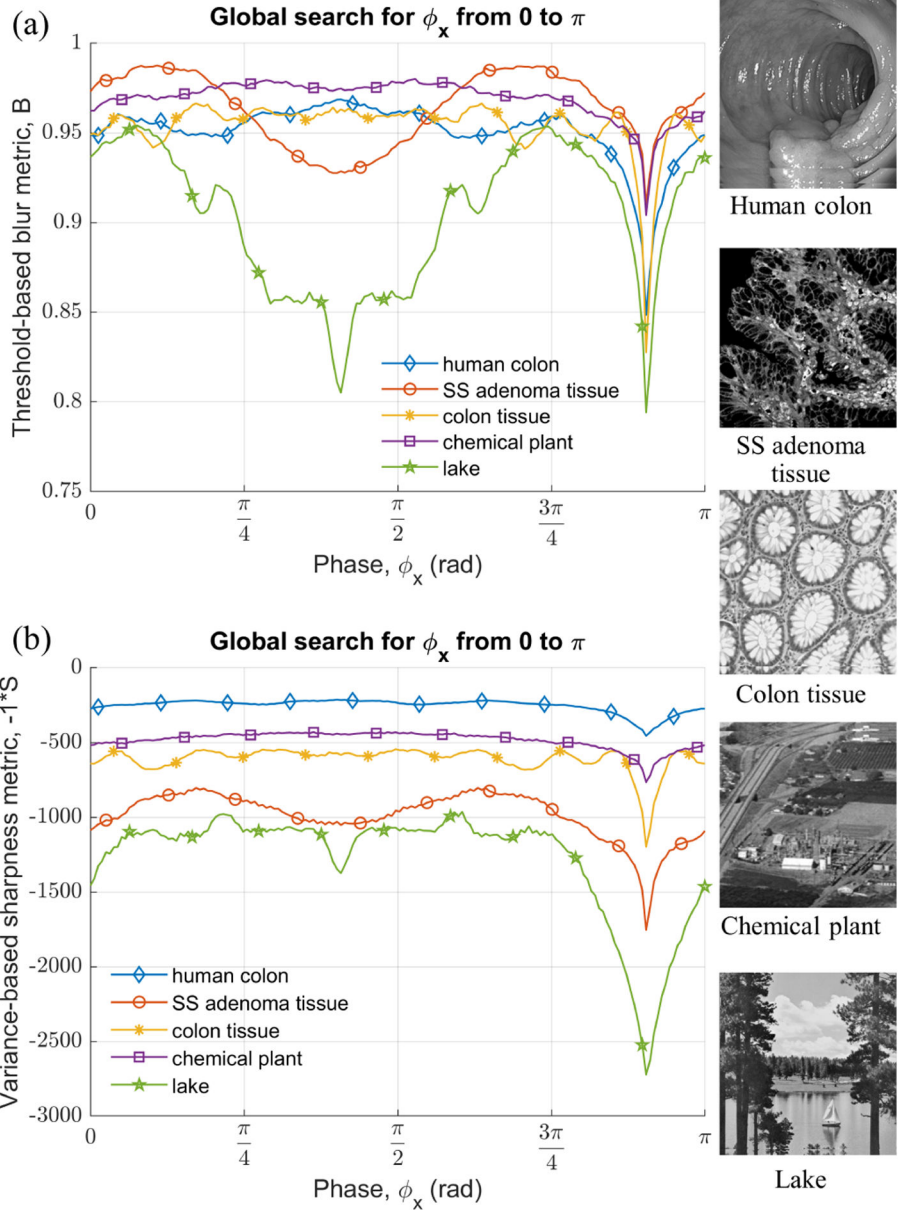 (a)
Global search for ϕx from 0 to π
Threshold-based blur metric, B
1
0.95
0.9
0.85
0.8
0.75
human colon
SS adenoma tissue
colon tissue
chemical plant
lake
0
π/4
π/2
3π/4
π
Phase, ϕx (rad)
(b)
Global search for ϕx from 0 to π
Variance-based sharpness metric, -1*S
0
-500
-1000
-1500
-2000
-2500
-3000
human colon
SS adenoma tissue
colon tissue
chemical plant
lake
0
π/4
π/2
3π/4
π
Phase, ϕx (rad)
Human colon
SS adenoma
tissue
Colon tissue
Chemical plant
Lake